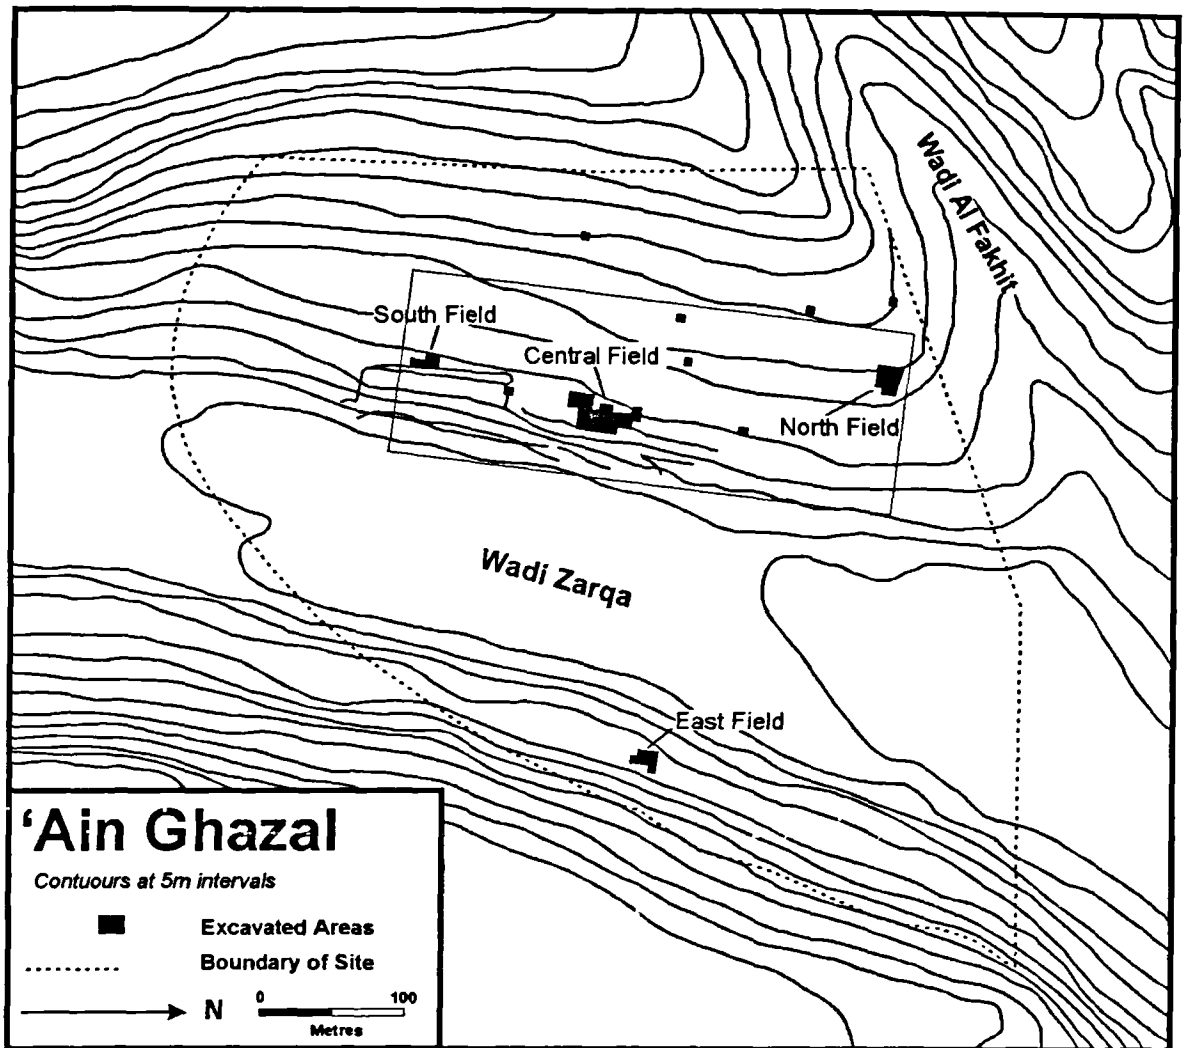 Wadi Al Fakhit
South Field
Central Field
North Field
Wadi Zarqa
East Field
‘Ain Ghazal
Contuours at 5m intervals
Excavated Areas
Boundary of Site
N
0 100
Metres